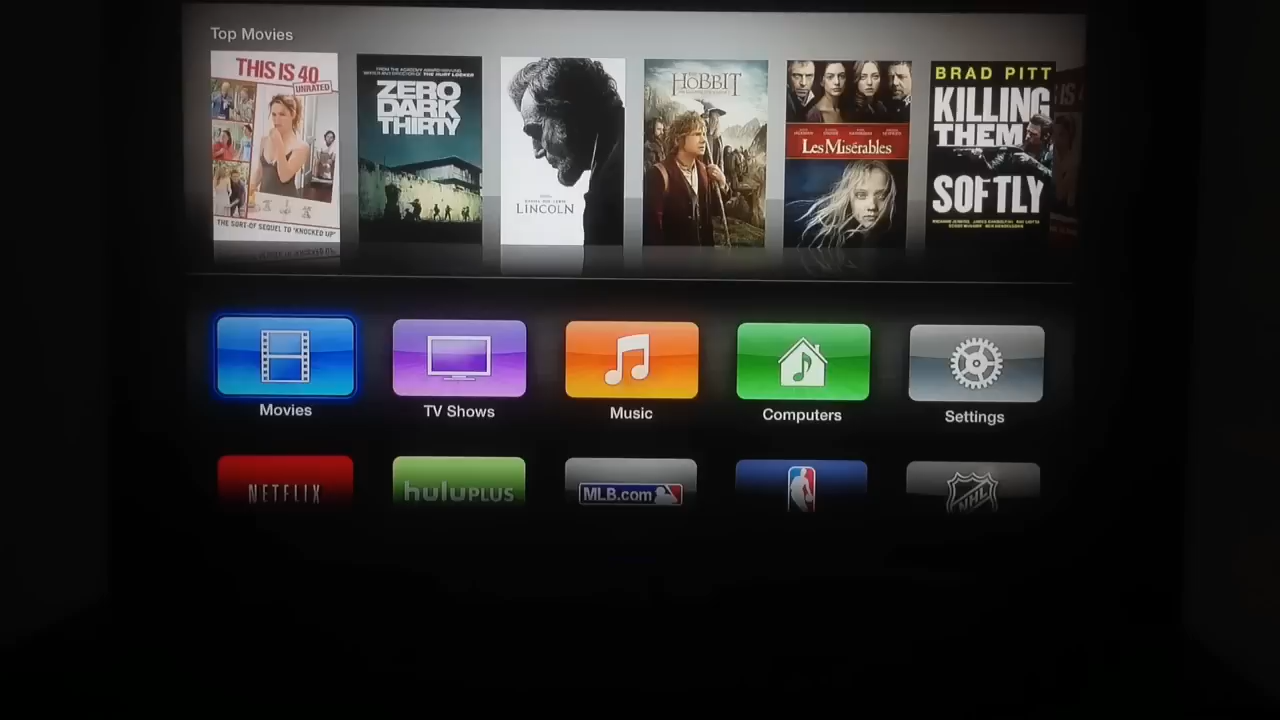 Top Movies
THIS IS 40
UNRATED
THE SORT-OF SEQUEL TO 'KNOCKED UP'
ZERO
DARK
THIRTY
LINCOLN
THE HOBBIT
Les Misérables
BRAD PITT
KILLING
THEM
SOFTLY
Movies
TV Shows
Music
Computers
Settings
NETFLIX
huluPLUS
MLB.com
NHL